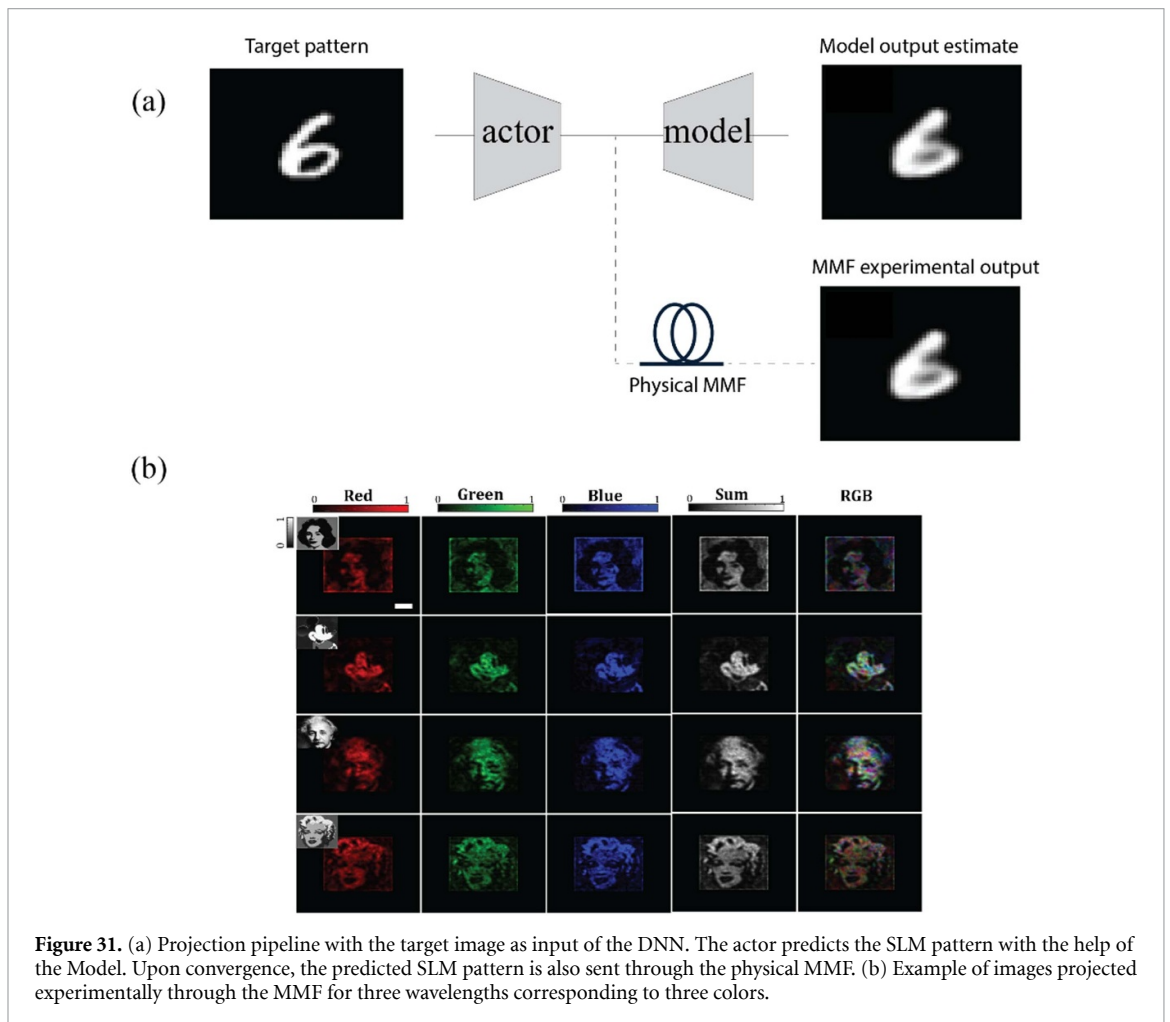 Target pattern
Model output estimate
(a)
actor
model
MMF experimental output
Physical MMF
(b)
Red
Green
Blue
Sum
RGB
0 1
0 1
0 1
0 1
0 1
Figure 31. (a) Projection pipeline with the target image as input of the DNN. The actor predicts the SLM pattern with the help of
the Model. Upon convergence, the predicted SLM pattern is also sent through the physical MMF. (b) Example of images projected
experimentally through the MMF for three wavelengths corresponding to three colors.